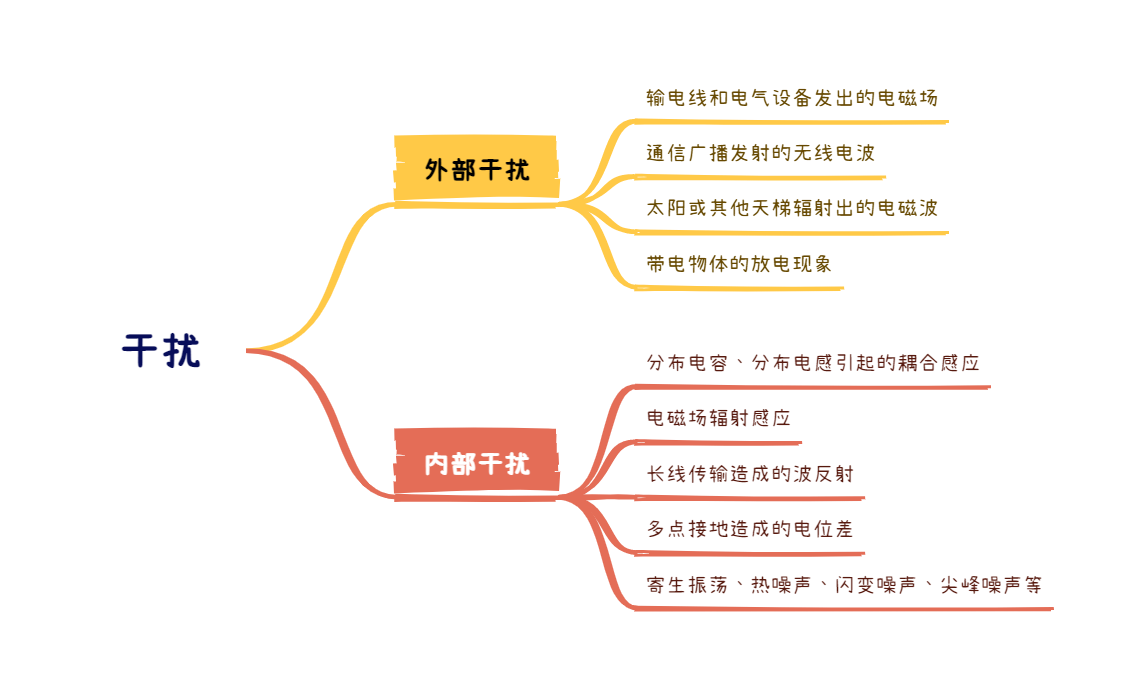 干扰
外部干扰
输电线和电气设备发出的电磁场
通信广播发射的无线电波
太阳或其他天梯辐射出的电磁波
带电物体的放电现象
内部干扰
分布电容、分布电感引起的耦合感应
电磁场辐射感应
长线传输造成的波反射
多点接地造成的电位差
寄生振荡、热噪声、闪变噪声、尖峰噪声等